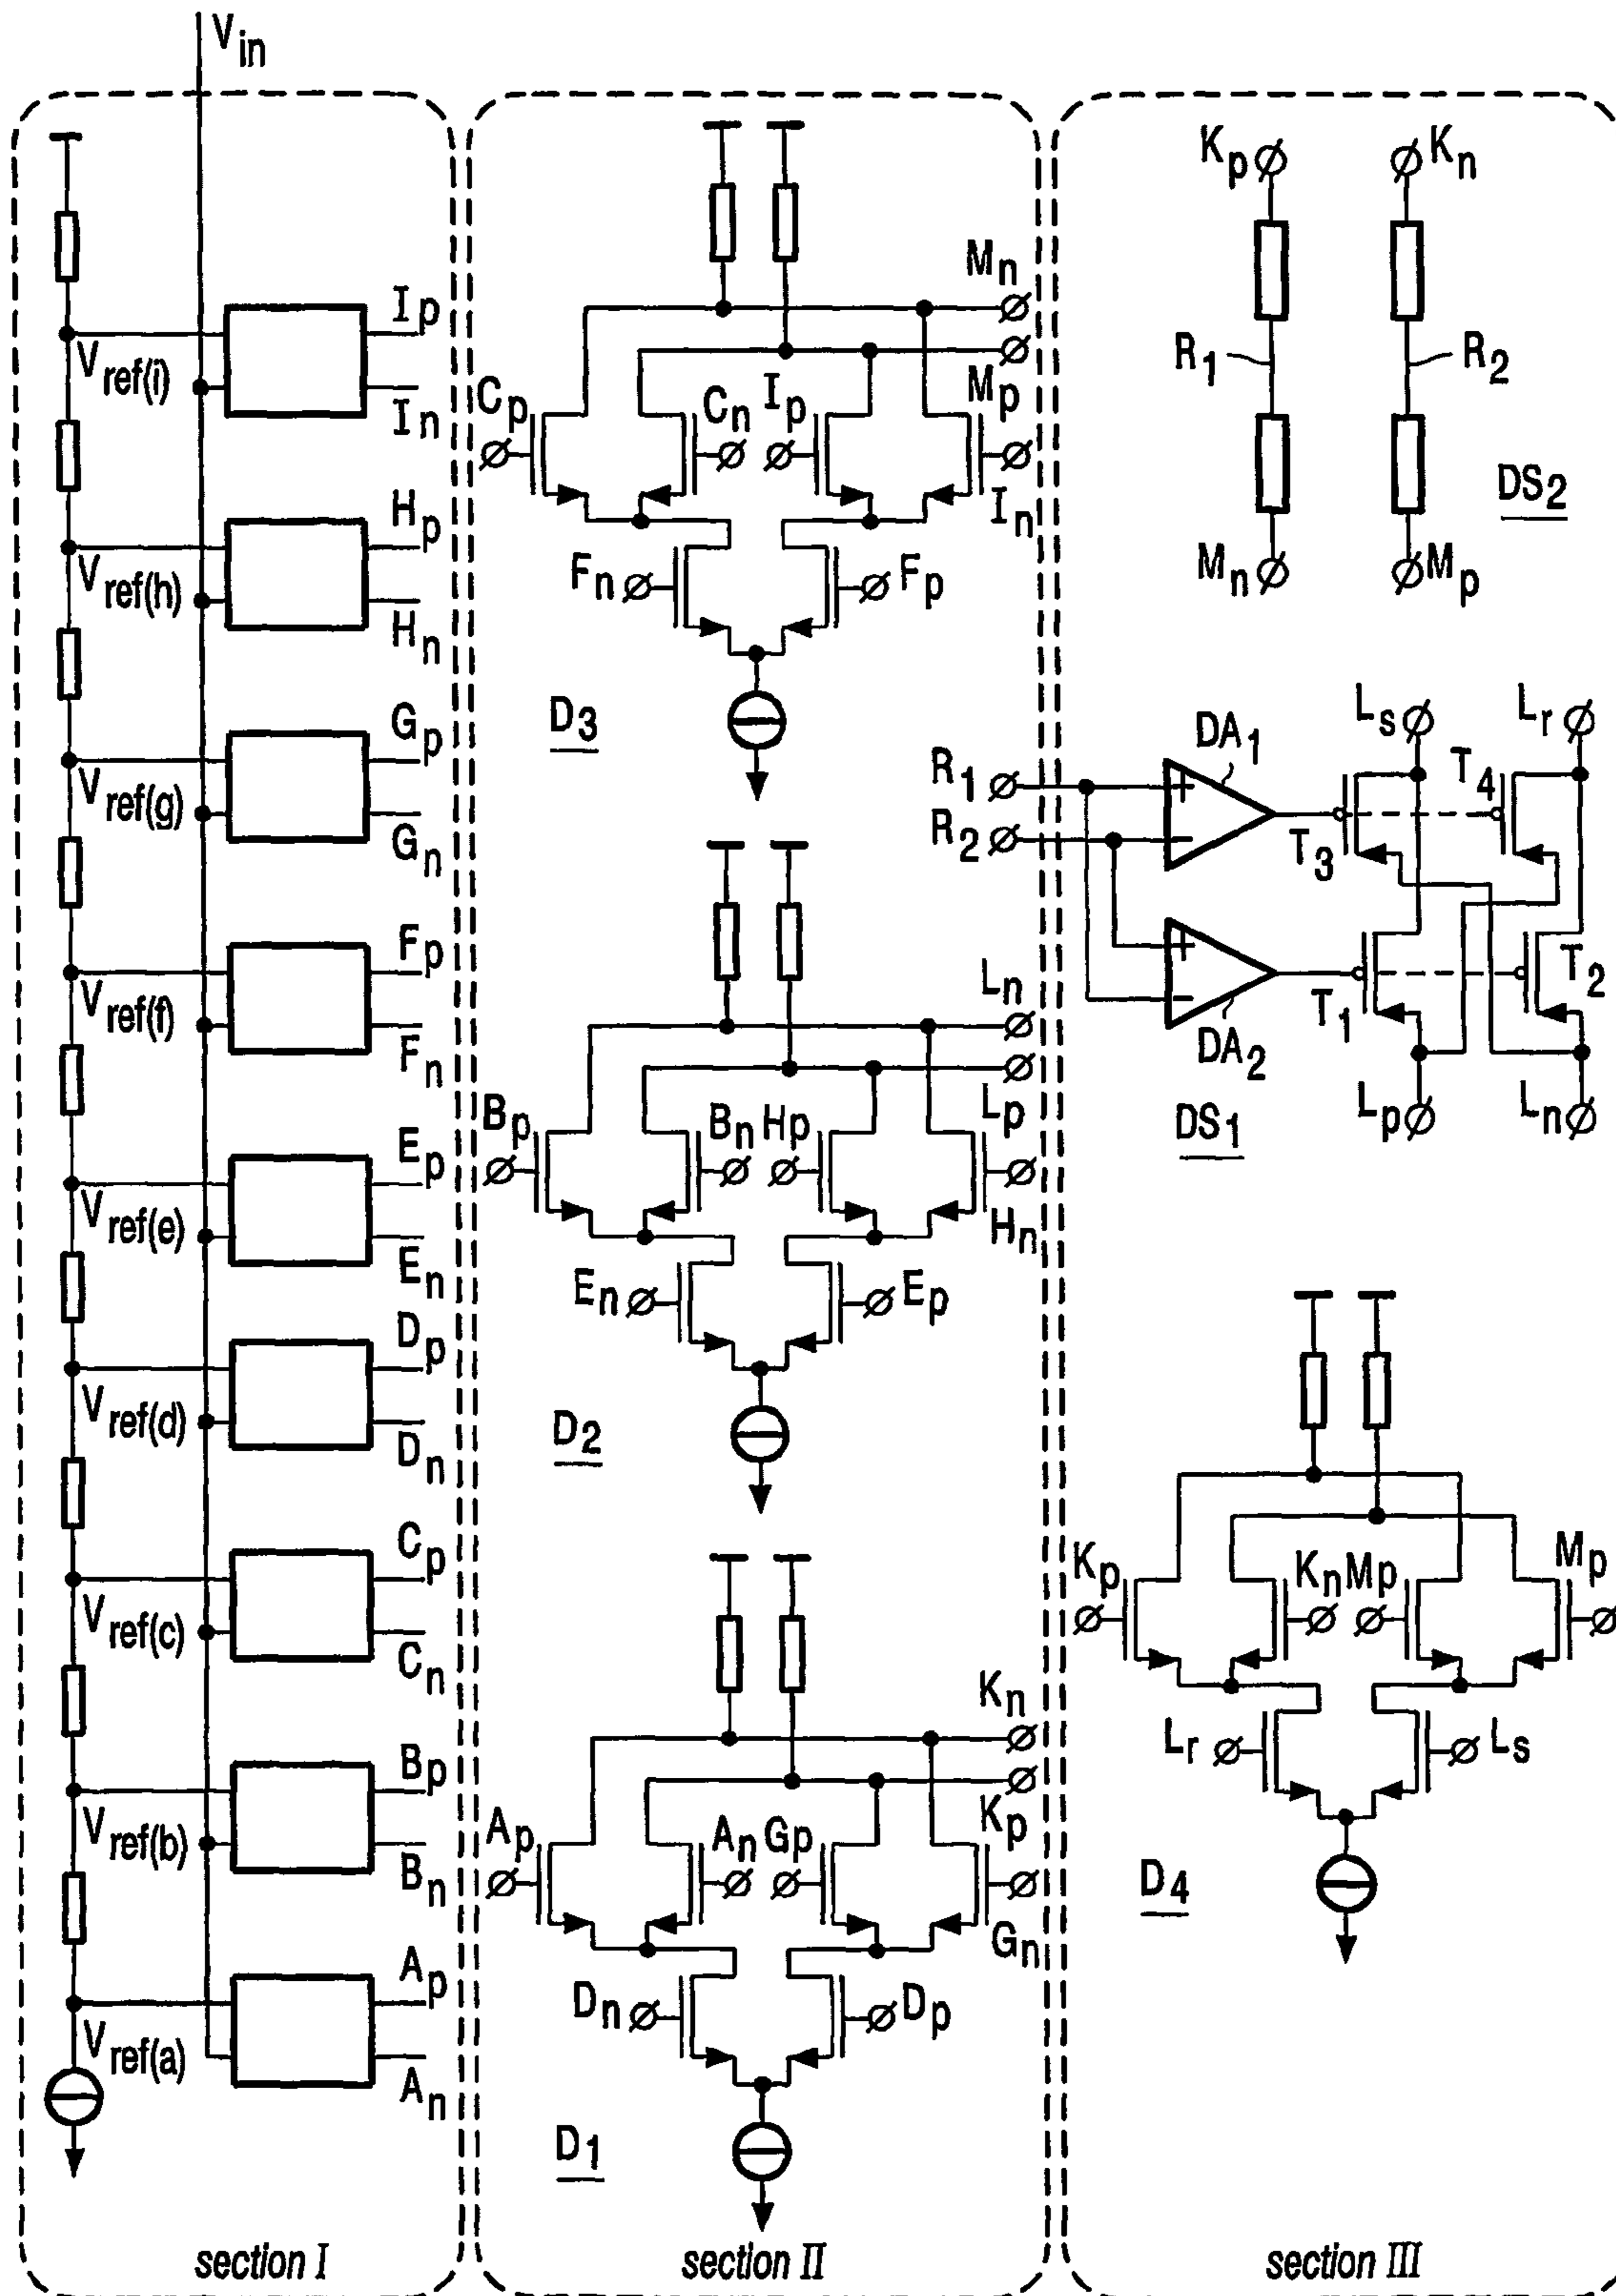 Vin
Ip
Vref(i)
In
Hp
Vref(h)
Hn
Gp
Vref(g)
Gn
Fp
Vref(f)
Fn
Ep
Vref(e)
En
Dp
Vref(d)
Dn
Cp
Vref(c)
Cn
Bp
Vref(b)
Bn
Ap
Vref(a)
An
section I
Mn
Mp
Cp
Cn
Ip
In
Fn
Fp
D3
Ln
Lp
Bp
Bn
Hp
Hn
En
Ep
D2
Kn
Kp
Ap
An
Gp
Gn
Dn
Dp
D1
section II
Kp
Kn
R1
R2
DS2
Mn
Mp
Ls
Lr
R1
DA1
+
T4
R2
-
T3
+
T2
-
T1
DA2
Lp
Ln
DS1
Kp
Kn
Mp
Mp
Lr
Ls
D4
section III